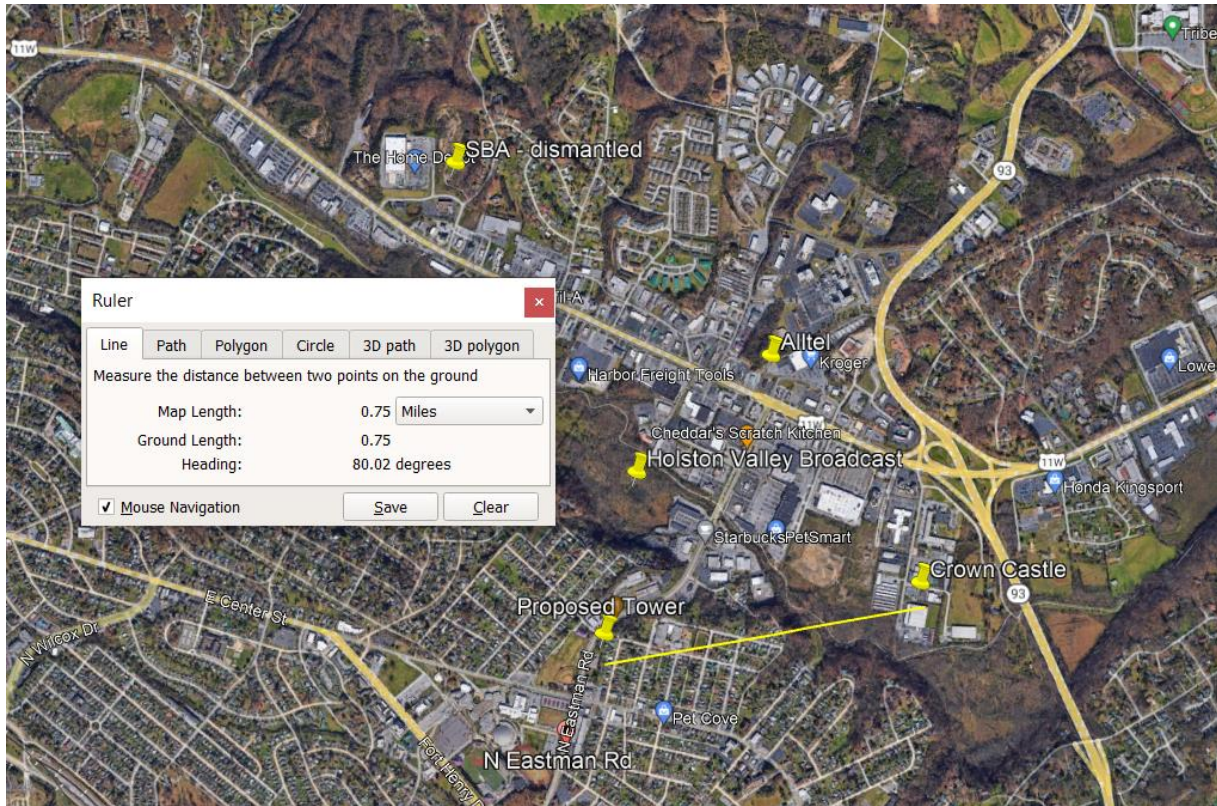 11W
Tribe
93
The Home De
SBA - dismantled
Ruler
Line
Path
Polygon
Circle
3D path
3D polygon
Measure the distance between two points on the ground
Map Length:
0.75
Miles
Ground Length:
0.75
Heading:
80.02 degrees
Mouse Navigation
Save
Clear
Alltel
Kroger
Lowe
Harbor Freight Tools
11W
Cheddar's Scratch Kitchen
Holston Valley Broadcast
11W
Honda Kingsport
StarbucksPetSmart
Crown Castle
93
Proposed Tower
E Center St
N Wilcox Dr
N Eastman Rd
Pet Cove
N Eastman Rd
Fort Henry